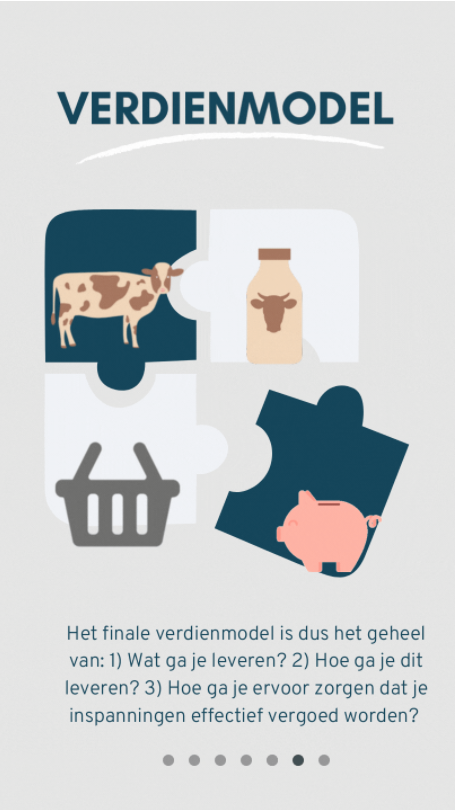 VERDIENMODEL
Het finale verdienmodel is dus het geheel
van: 1) Wat ga je leveren? 2) Hoe ga je dit
leveren? 3) Hoe ga je ervoor zorgen dat je
inspanningen effectief vergoed worden?